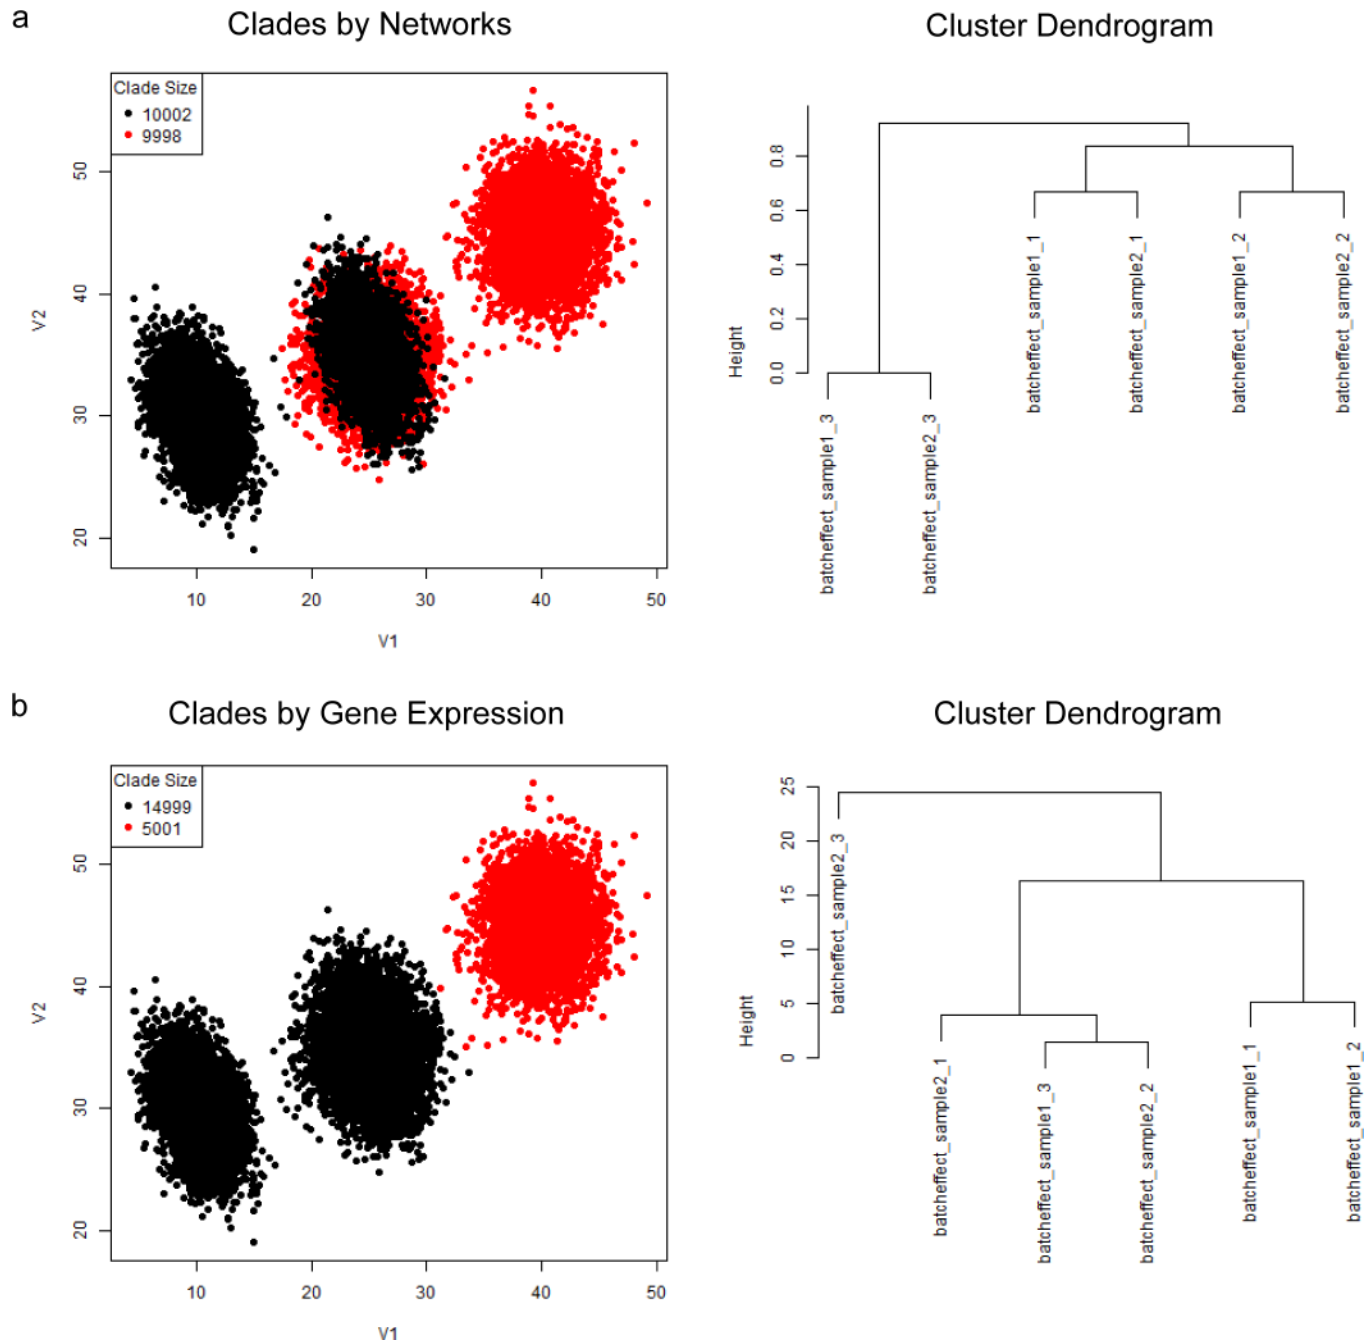 a
Clades by Networks
Cluster Dendrogram
Clade Size
10002
9998
50
40
30
20
V2
10
20
30
40
50
V1
0.8
0.6
0.4
0.2
0.0
Height
batcheffect_sample1_3
batcheffect_sample2_3
batcheffect_sample1_1
batcheffect_sample2_1
batcheffect_sample1_2
batcheffect_sample2_2
b
Clades by Gene Expression
Cluster Dendrogram
Clade Size
14999
5001
50
40
30
20
V2
10
20
30
40
50
V1
25
20
15
10
5
0
Height
batcheffect_sample2_3
batcheffect_sample2_1
batcheffect_sample1_3
batcheffect_sample2_2
batcheffect_sample1_1
batcheffect_sample1_2